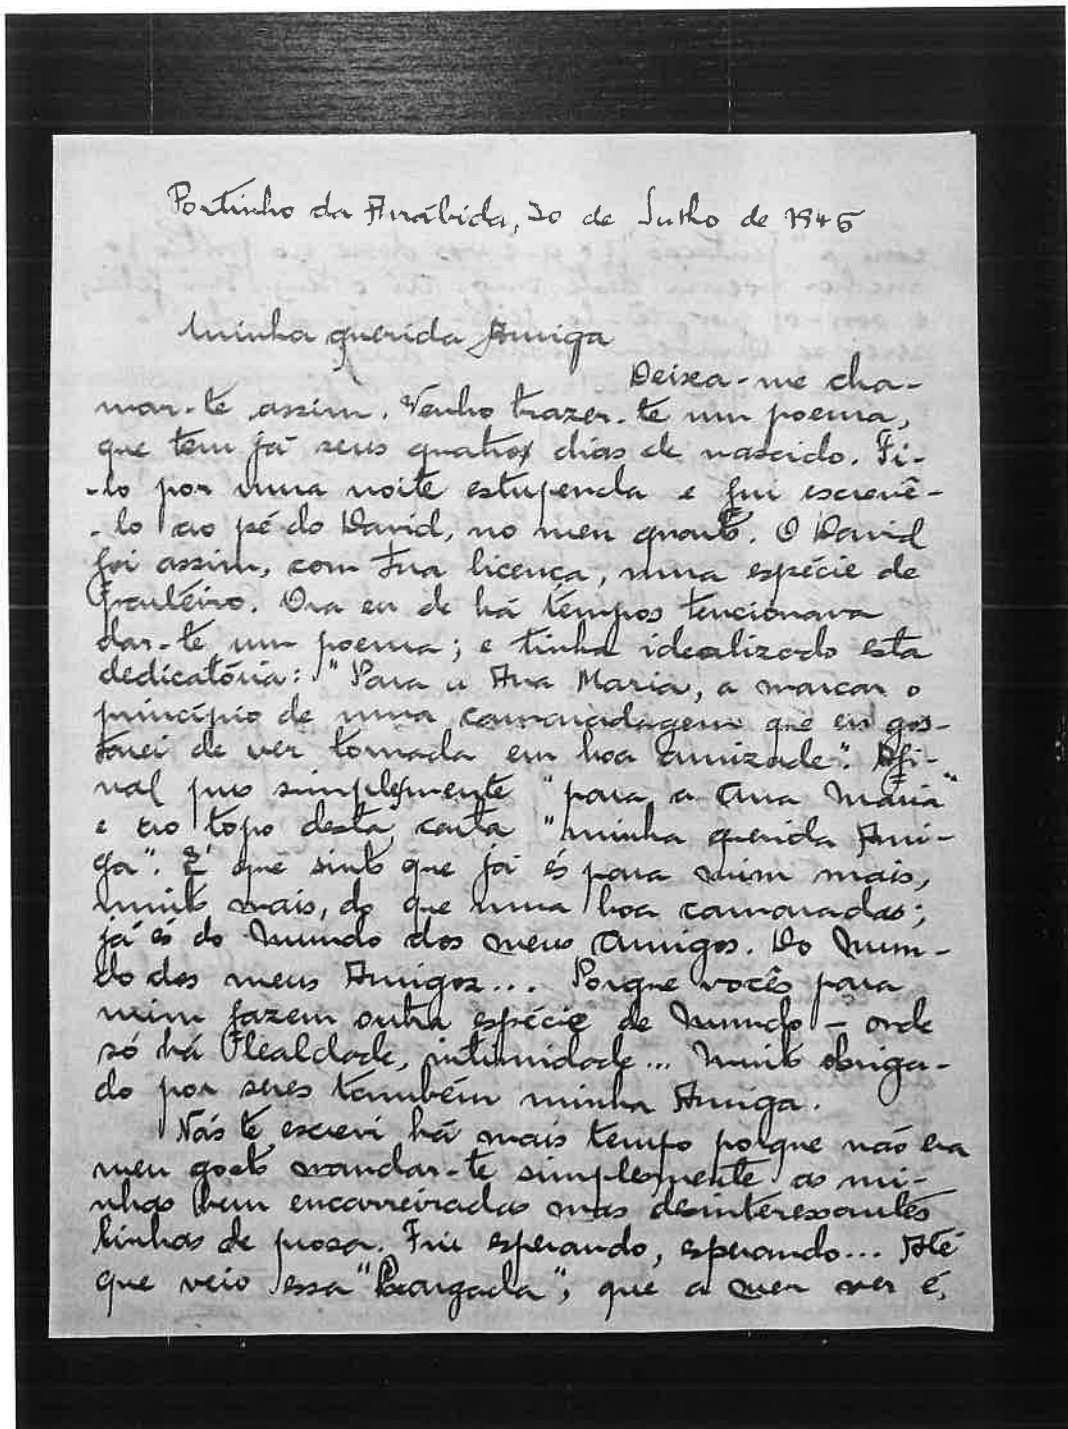 Portinho da Arrábida, 20 de Julho de 1946
Minha querida Amiga
Deixa-me cha-
mar-te assim. Venho trazer-te um poema,
que tem já seus quatro dias de nascido. Fi-
-lo por uma noite estupenda e fui escrevê-
-lo ao pé do David, no meu quarto. O David
foi assim, com tua licença, uma espécie de
parteiro. Ora eu de há tempos tencionava
dar-te um poema; e tinha idealizado esta
dedicatória: "Para a Ana Maria, a marcar o
princípio de uma camaradagem que eu gos-
tarei de ver tornada em boa amizade". Afi-
nal pus simplesmente "para a Ana Maria"
e ao topo desta carta "minha querida Ami-
ga". É que sinto que já és para mim mais,
muito mais, do que uma boa camarada;
já és do mundo dos meus Amigos. Do mun-
do dos meus Amigos... Porque vocês para
mim fazem outra espécie de mundo - onde
só há lealdade, intimidade... Muito obriga-
do por seres também minha Amiga.
Não te escrevi há mais tempo porque não era
meu gosto mandar-te simplesmente as mi-
nhas bem encarreiradas mas desinteressantes
linhas de prosa. Fui esperando, esperando... Até
que veio essa "Largada", que a meu ver é,